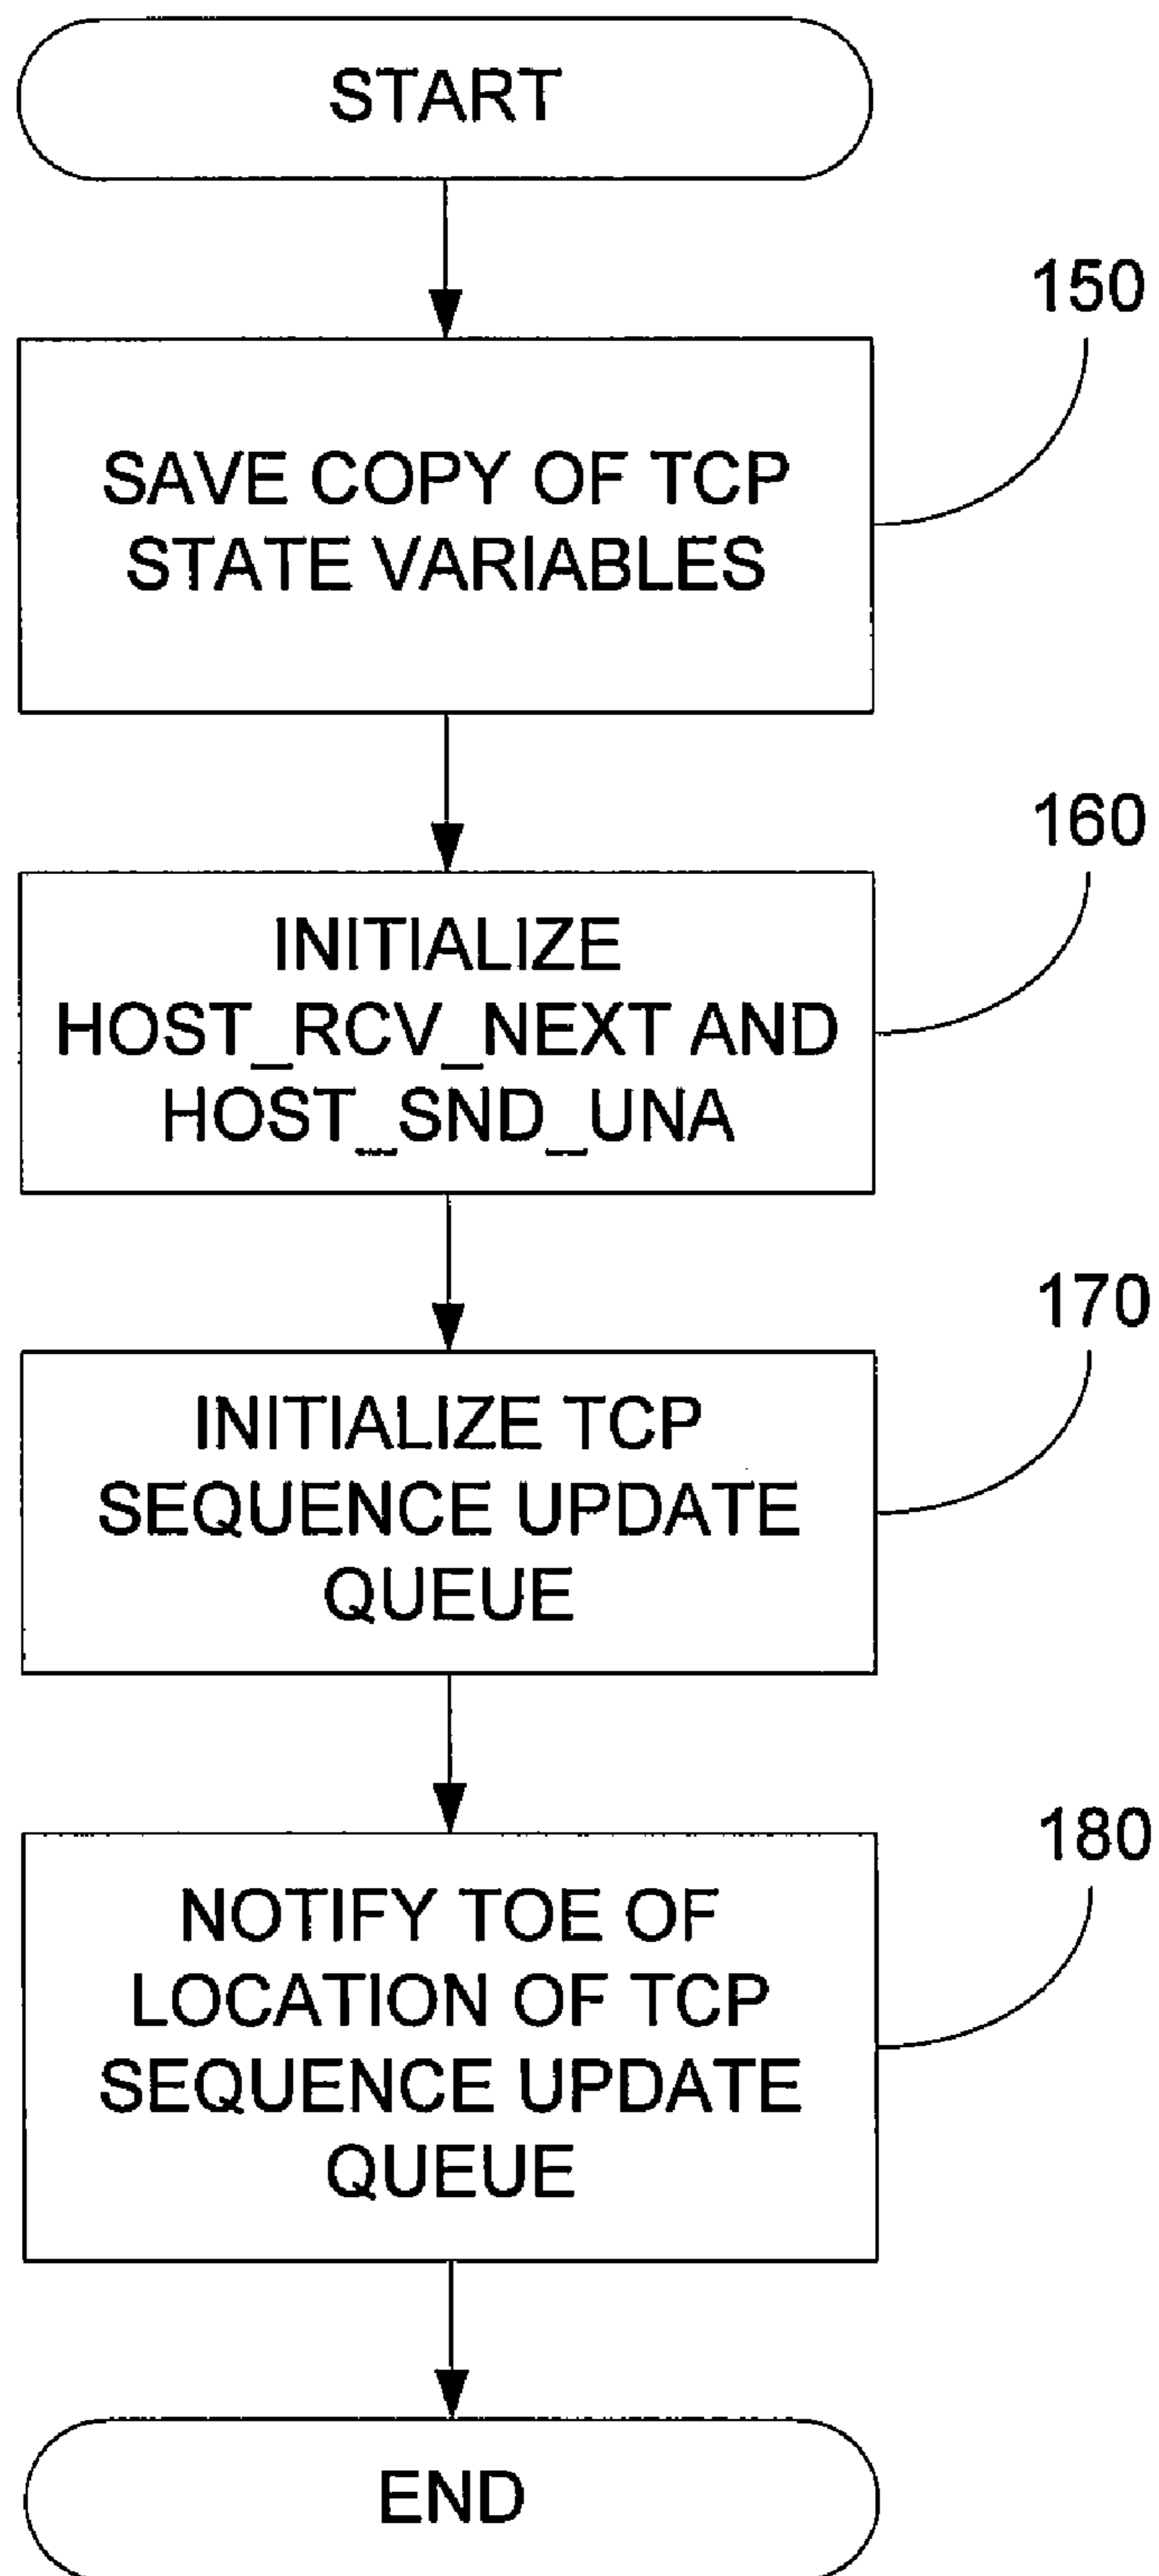 START
150
SAVE COPY OF TCP
STATE VARIABLES
160
INITIALIZE
HOST_RCV_NEXT AND
HOST_SND_UNA
170
INITIALIZE TCP
SEQUENCE UPDATE
QUEUE
180
NOTIFY TOE OF
LOCATION OF TCP
SEQUENCE UPDATE
QUEUE
END